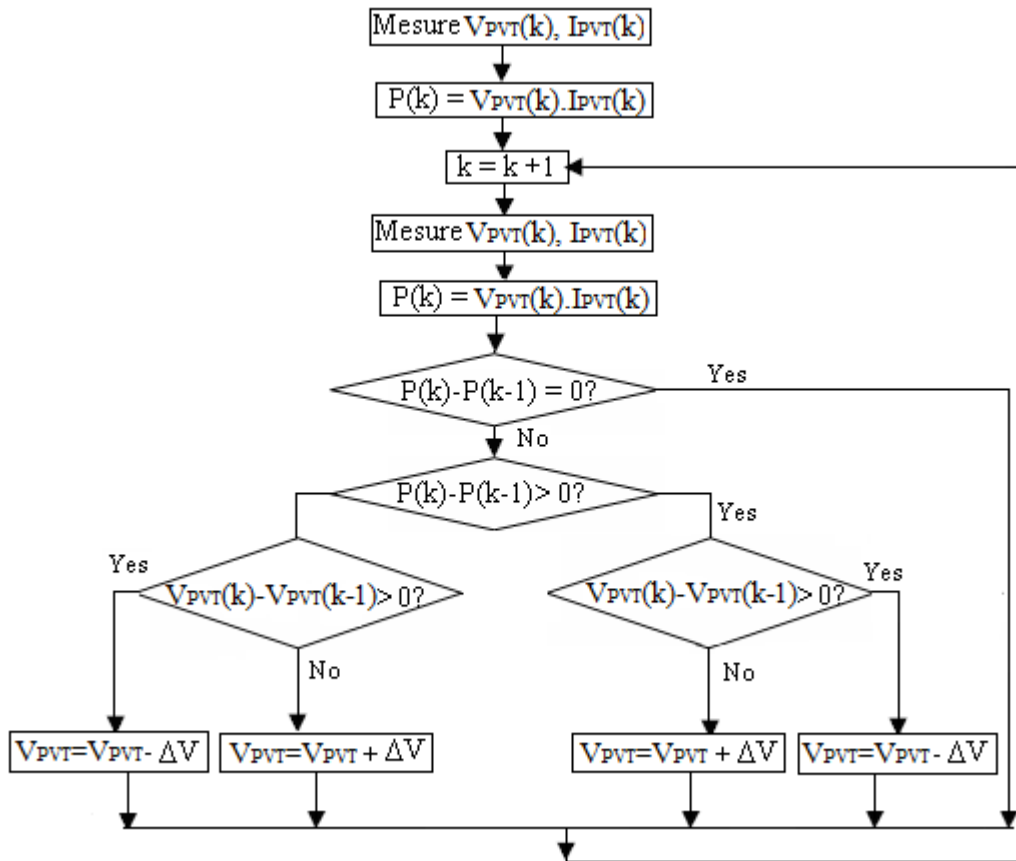 Mesure VPVT(k), IPVT(k)
P(k) = VPVT(k).IPVT(k)
k = k +1
Mesure VPVT(k), IPVT(k)
P(k) = VPVT(k).IPVT(k)
P(k)-P(k-1) = 0?
Yes
No
P(k)-P(k-1)> 0?
Yes
Yes
VPVT(k)-VPVT(k-1)> 0?
VPVT(k)-VPVT(k-1)> 0?
Yes
No
No
VPVT=VPVT- ΔV
VPVT=VPVT + ΔV
VPVT=VPVT + ΔV
VPVT=VPVT- ΔV